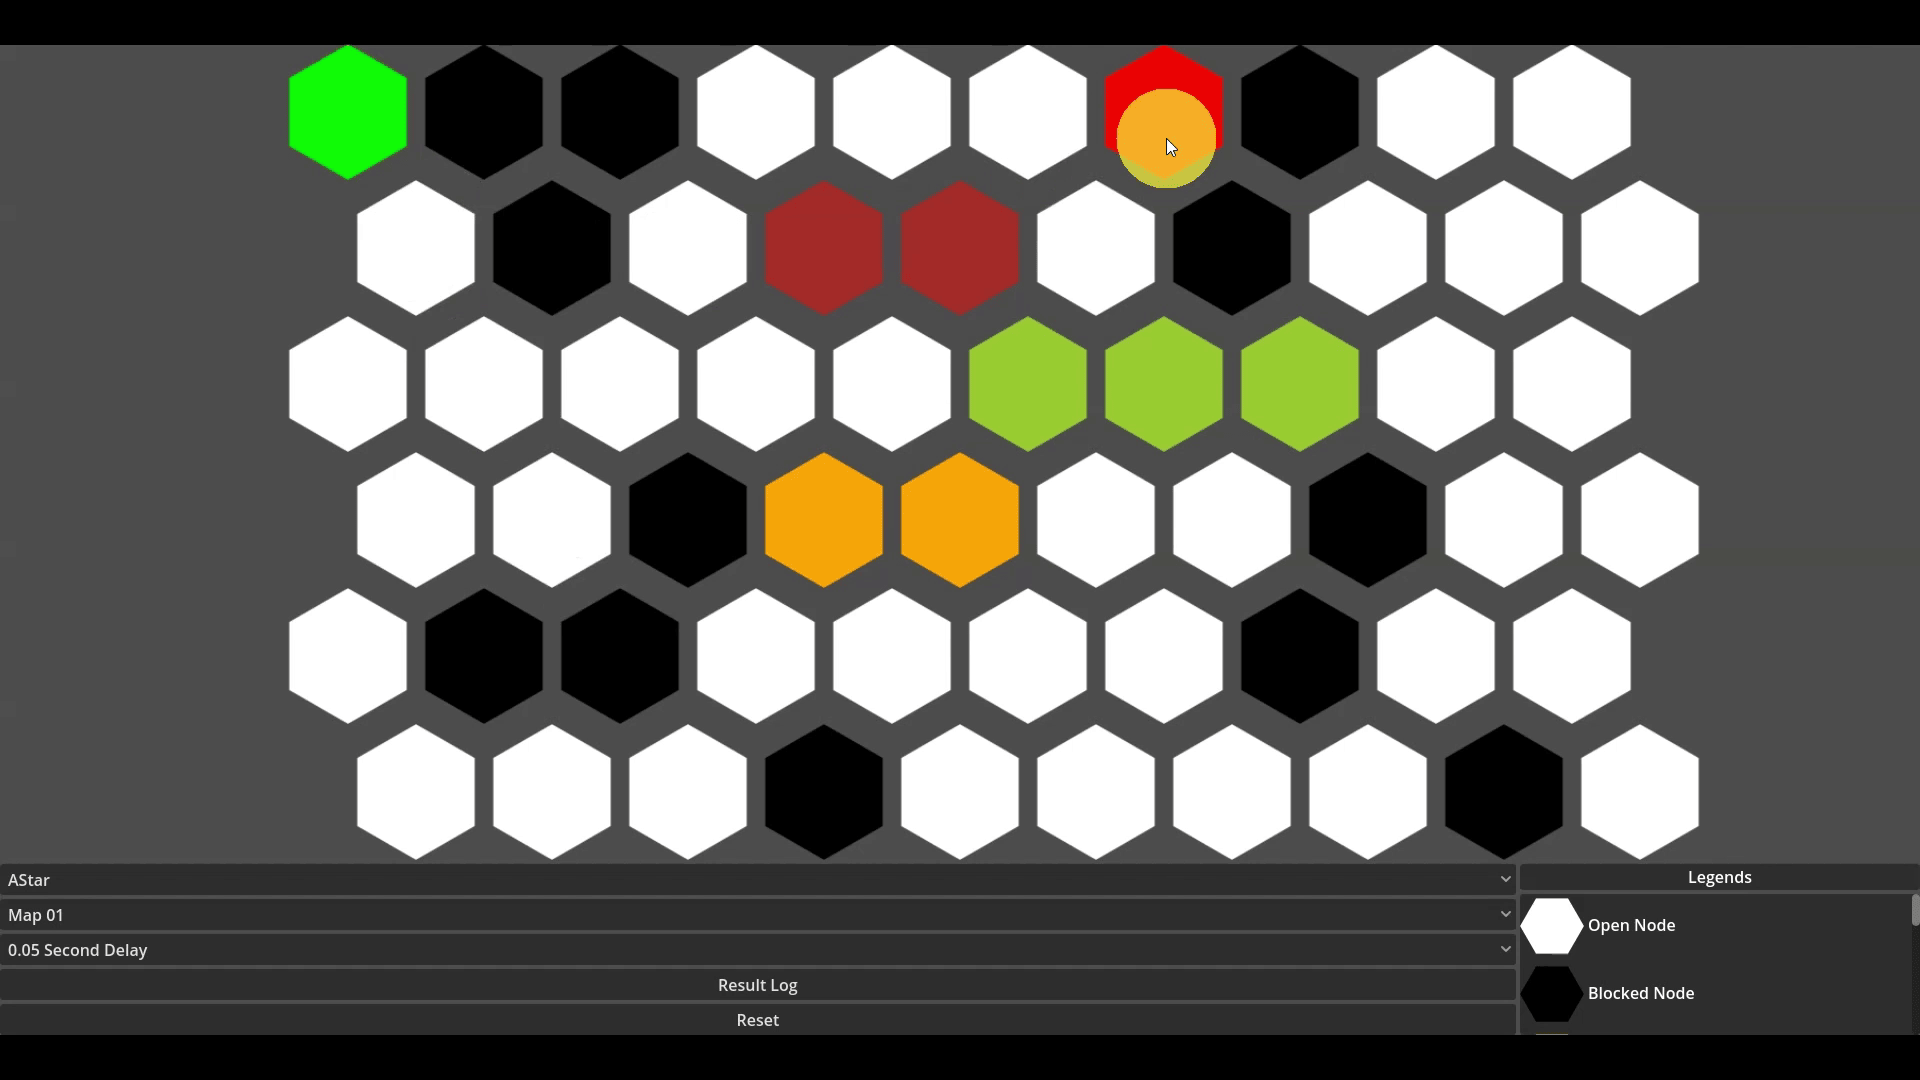 AStar
Map 01
0.05 Second Delay
Result Log
Reset
Legends
Open Node
Blocked Node